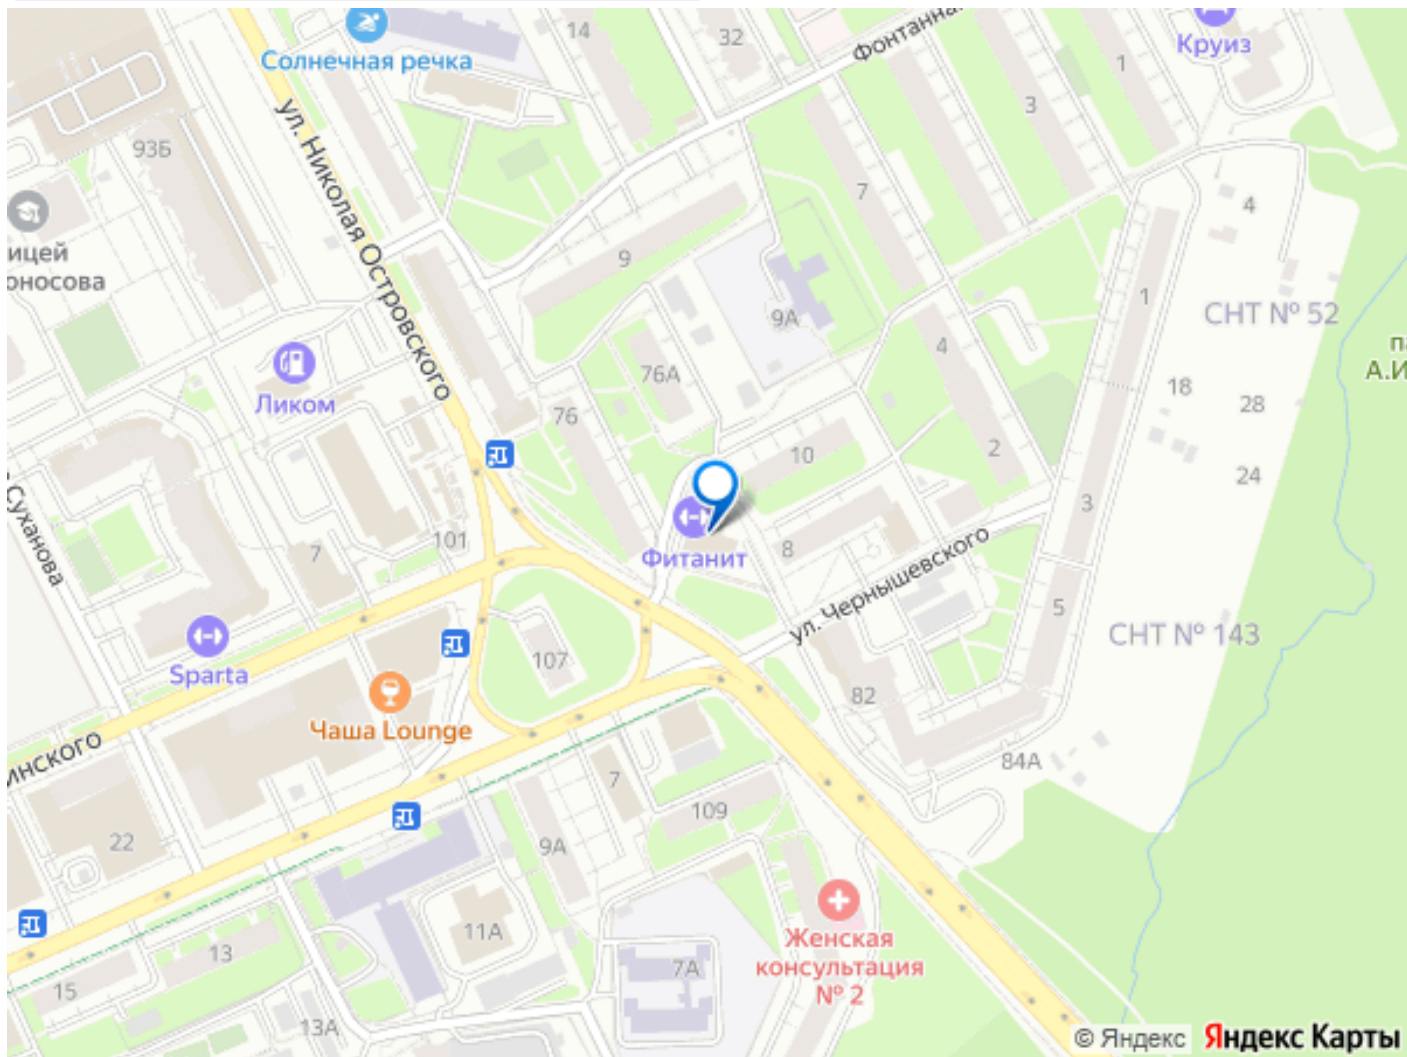 14
32
Фонтанна
Круиз
Солнечная речка
1
3
93Б
ул. Николая Островского
7
4
ицей
оносова
9
1
СНТ № 52
9А
4
па
А.И
76А
18
Ликом
28
76
10
2
24
Суханова
3
101
7
Фитанит
8
ул. Чернышевского
5
СНТ № 143
107
Sparta
82
Чаша Lounge
инского
84А
7
109
22
9А
11А
Женская
консультация
№ 2
13
7А
15
13А
© Яндекс Яндекс Карты